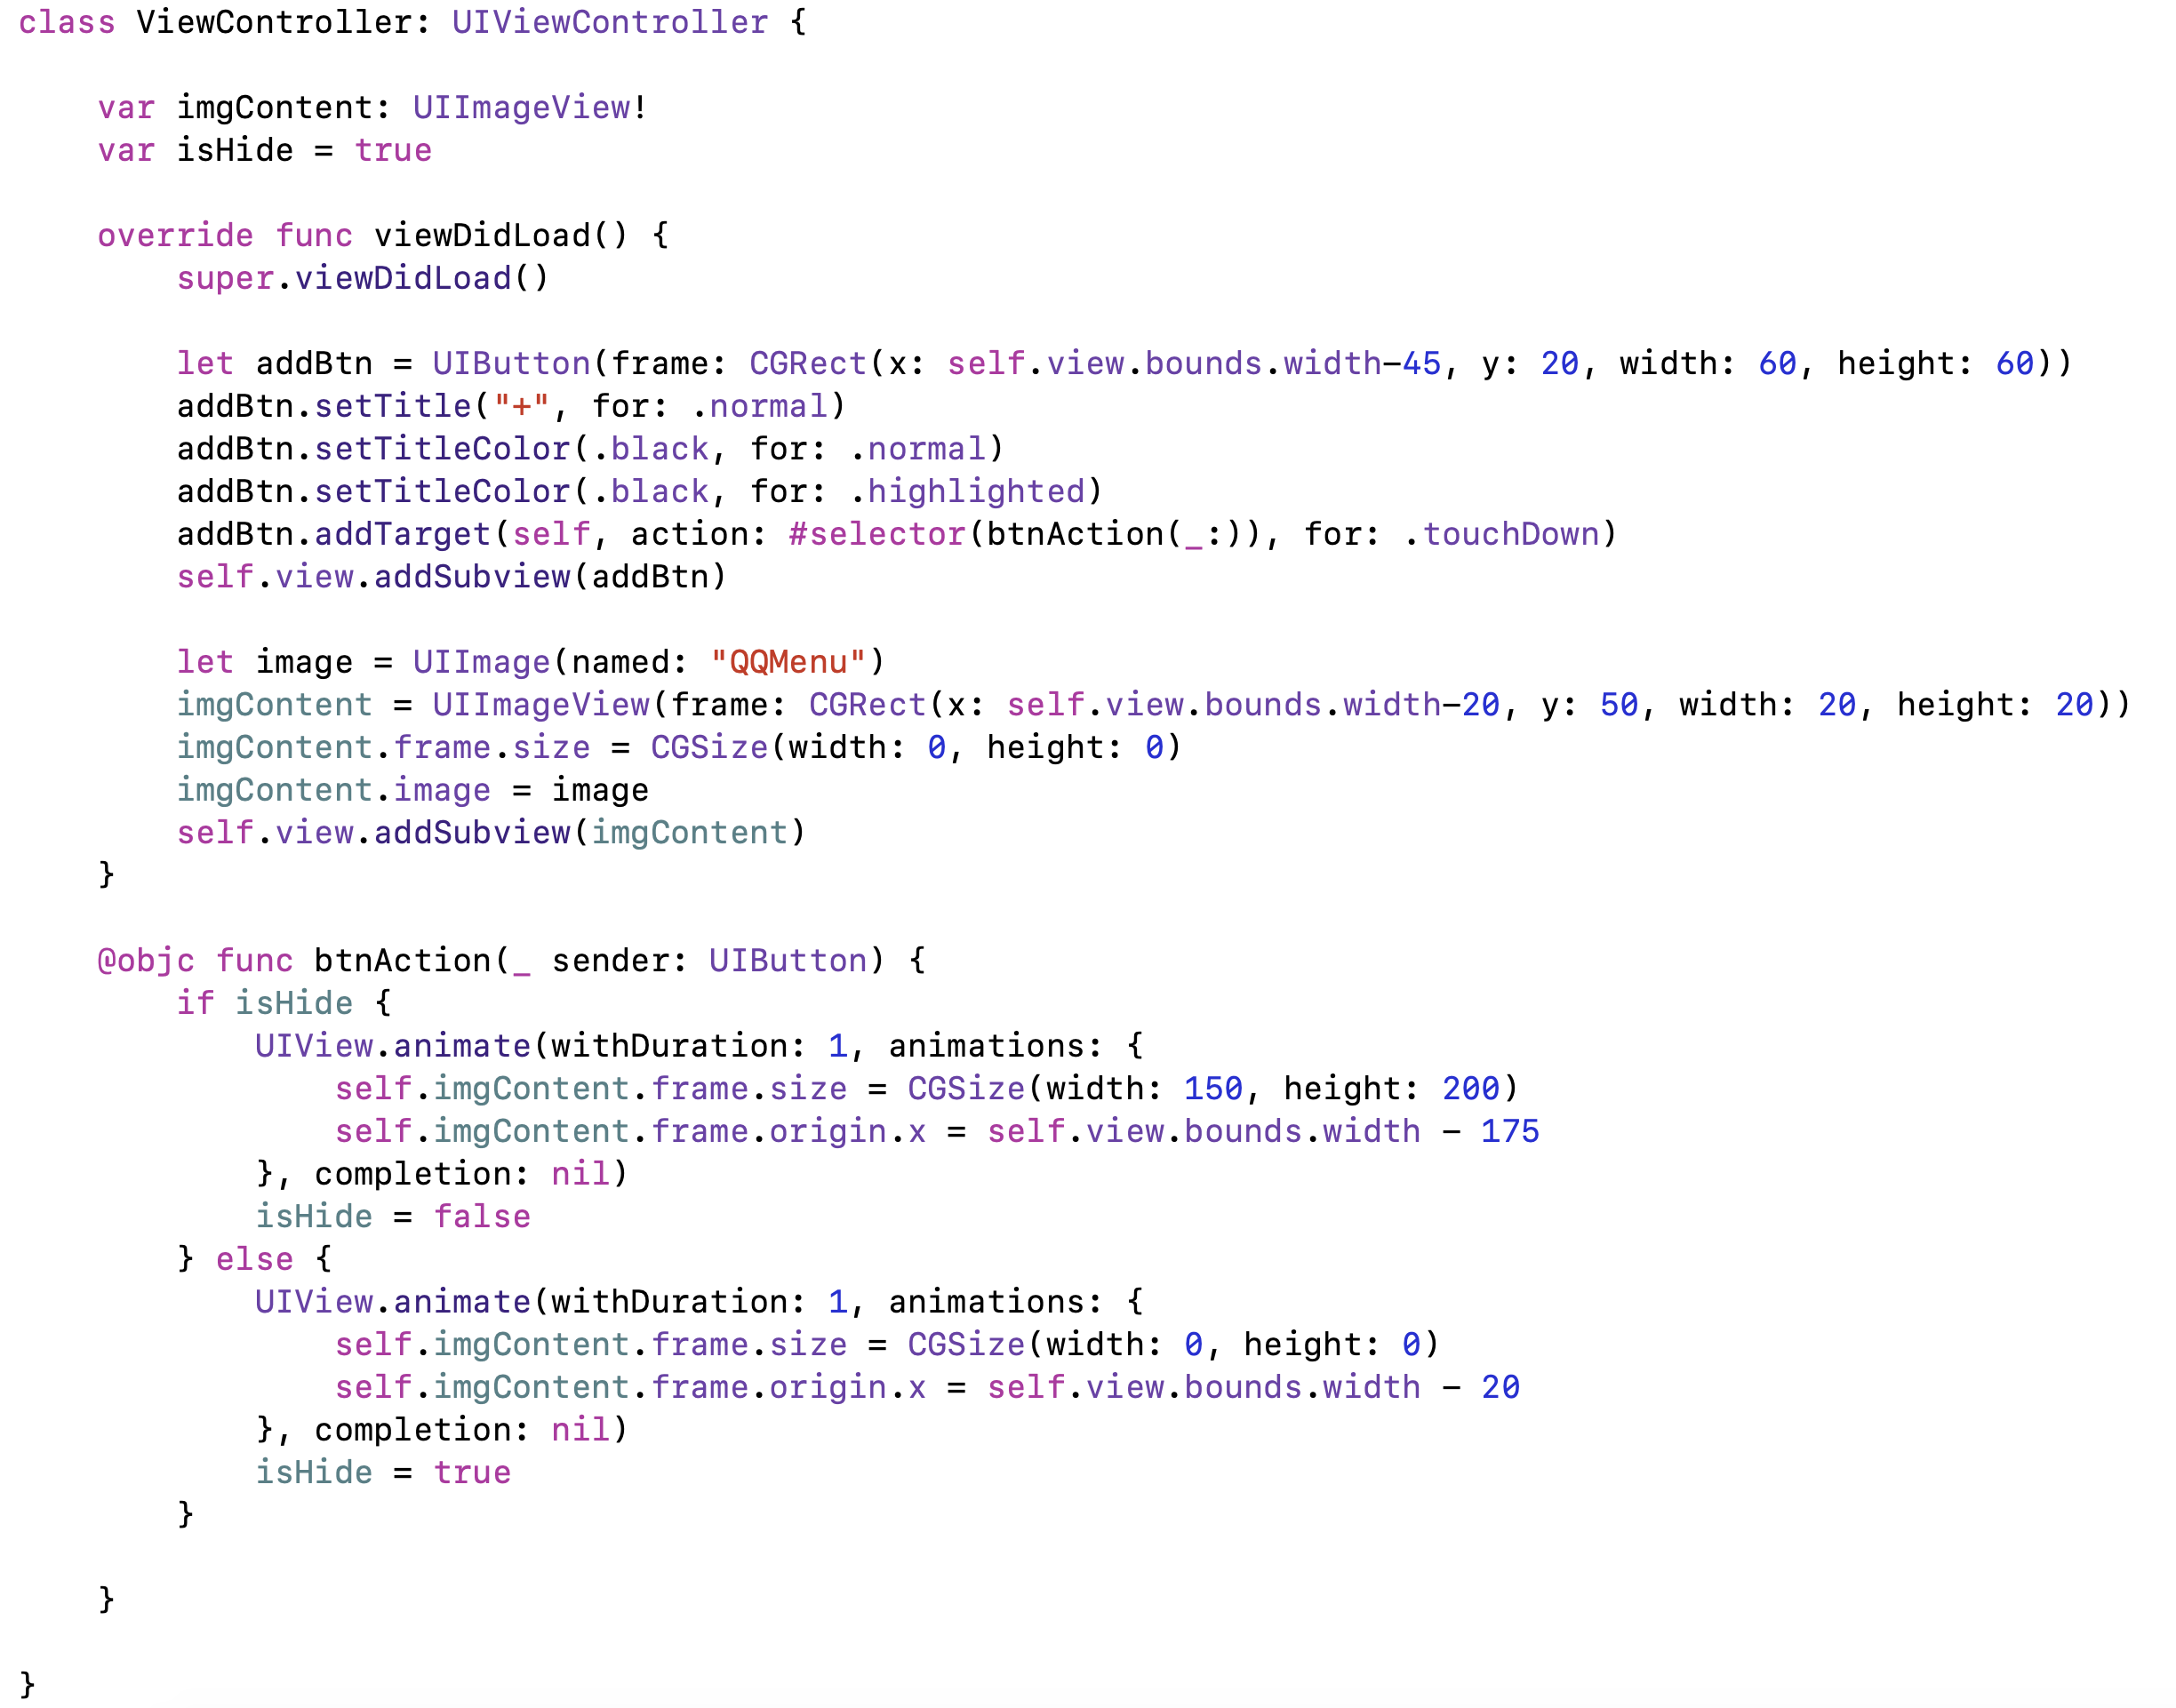 class ViewController: UIViewController {
var imgContent: UIImageView!
var isHide = true
override func viewDidLoad() {
super.viewDidLoad()
let addBtn = UIButton(frame: CGRect(x: self.view.bounds.width-45, y: 20, width: 60, height: 60))
addBtn.setTitle("+", for: .normal)
addBtn.setTitleColor(.black, for: .normal)
addBtn.setTitleColor(.black, for: .highlighted)
addBtn.addTarget(self, action: #selector(btnAction(_:)), for: .touchDown)
self.view.addSubview(addBtn)
let image = UIImage(named: "QQMenu")
imgContent = UIImageView(frame: CGRect(x: self.view.bounds.width-20, y: 50, width: 20, height: 20))
imgContent.frame.size = CGSize(width: 0, height: 0)
imgContent.image = image
self.view.addSubview(imgContent)
}
@objc func btnAction(_ sender: UIButton) {
if isHide {
UIView.animate(withDuration: 1, animations: {
self.imgContent.frame.size = CGSize(width: 150, height: 200)
self.imgContent.frame.origin.x = self.view.bounds.width - 175
}, completion: nil)
isHide = false
} else {
UIView.animate(withDuration: 1, animations: {
self.imgContent.frame.size = CGSize(width: 0, height: 0)
self.imgContent.frame.origin.x = self.view.bounds.width - 20
}, completion: nil)
isHide = true
}
}
}